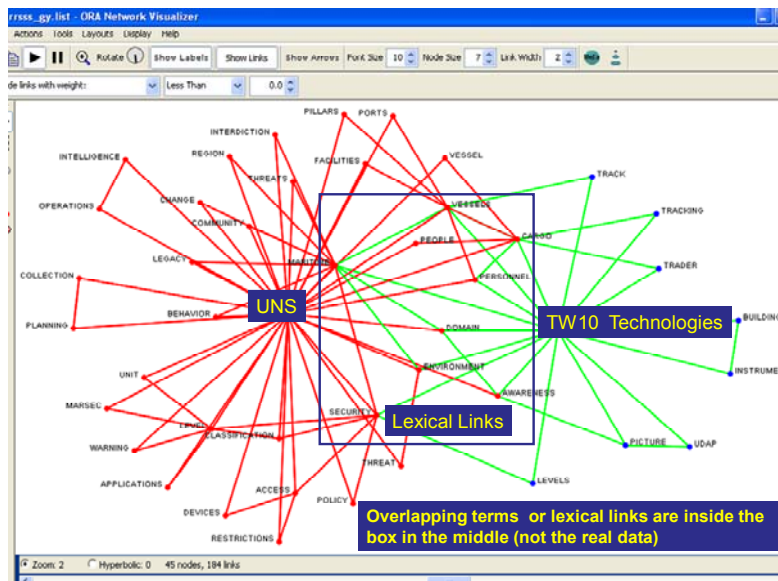 rrsss_gy.list - ORA Network Visualizer
Actions Tools Layouts Display Help
Rotate Show Labels Show Links Show Arrows Font Size 10 Node Size 7 Link Width 2
de links with weight: Less Than 0.0
PILLARS PORTS
INTERDICTION
REGION FACILITIES VESSEL
INTELLIGENCE
THREATS TRACK
OPERATIONS CHANGE VESSELS TRACKING
COMMUNITY
PEOPLE CARGO
LEGACY MARITIME TRADER
COLLECTION PERSONNEL
BEHAVIOR UNS
TW10 Technologies BUILDING
PLANNING DOMAIN
UNIT ENVIRONMENT INSTRUME
AWARENESS
MARSEC SECURITY
LEVEL Lexical Links
CLASSIFICATION
WARNING PICTURE UDAP
THREAT
APPLICATIONS ACCESS LEVELS
POLICY
DEVICES
Overlapping terms or lexical links are inside the
box in the middle (not the real data)
RESTRICTIONS
Zoom: 2 Hyperbolic: 0 45 nodes, 184 links